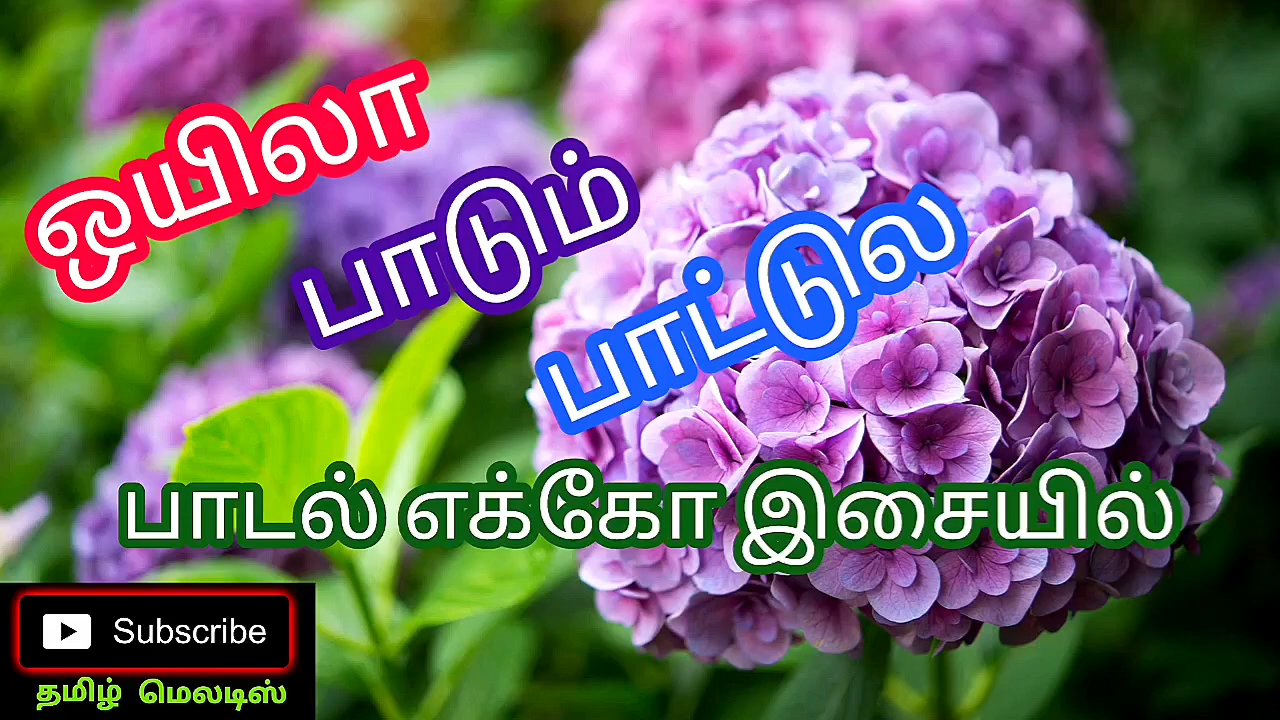 ஒயிலா
பாடும்
பாட்டுல
பாடல் எக்கோ இசையில்
Subscribe
தமிழ் மெலடிஸ்